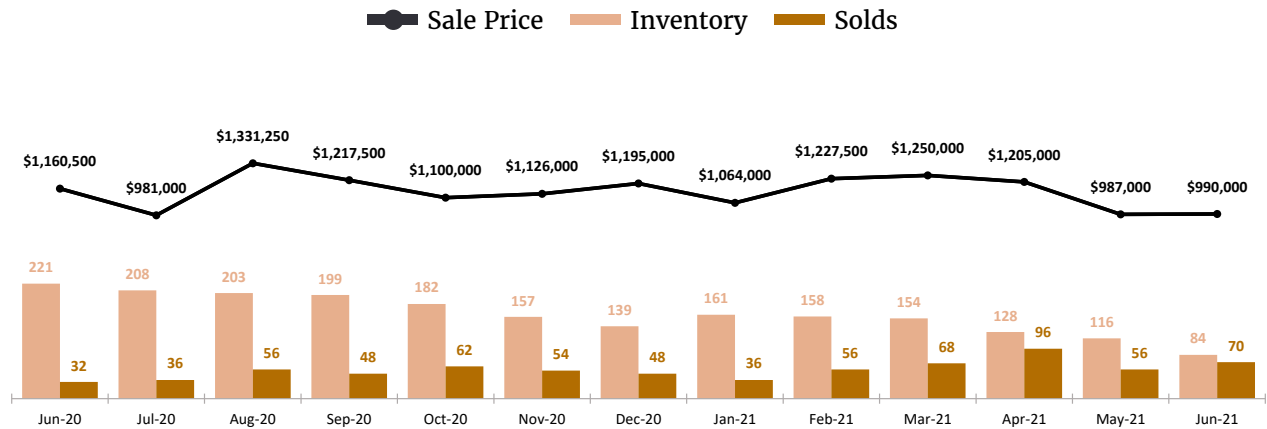 Sale Price Inventory Solds
$1,160,500 $981,000 $1,331,250 $1,217,500 $1,100,000 $1,126,000 $1,195,000 $1,064,000 $1,227,500 $1,250,000 $1,205,000 $987,000 $990,000
221 208 203 199 182 157 139 161 158 154 128 116 84
32 36 56 48 62 54 48 36 56 68 96 56 70
Jun-20 Jul-20 Aug-20 Sep-20 Oct-20 Nov-20 Dec-20 Jan-21 Feb-21 Mar-21 Apr-21 May-21 Jun-21